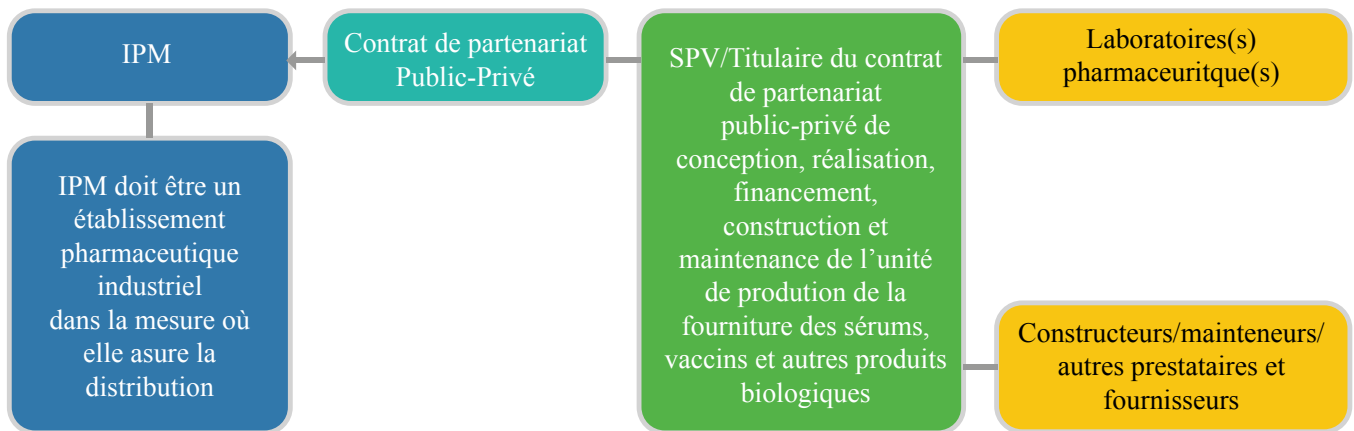 IPM
IPM doit être un
établissement
pharmaceutique
industriel
dans la mesure où
elle asure la
distribution
Contrat de partenariat
Public-Privé
SPV/Titulaire du contrat
de partenariat
public-privé de
conception, réalisation,
financement,
construction et
maintenance de l’unité
de prodution de la
fourniture des sérums,
vaccins et autres produits
biologiques
Laboratoires(s)
pharmaceuritque(s)
Constructeurs/mainteneurs/
autres prestataires et
fournisseurs